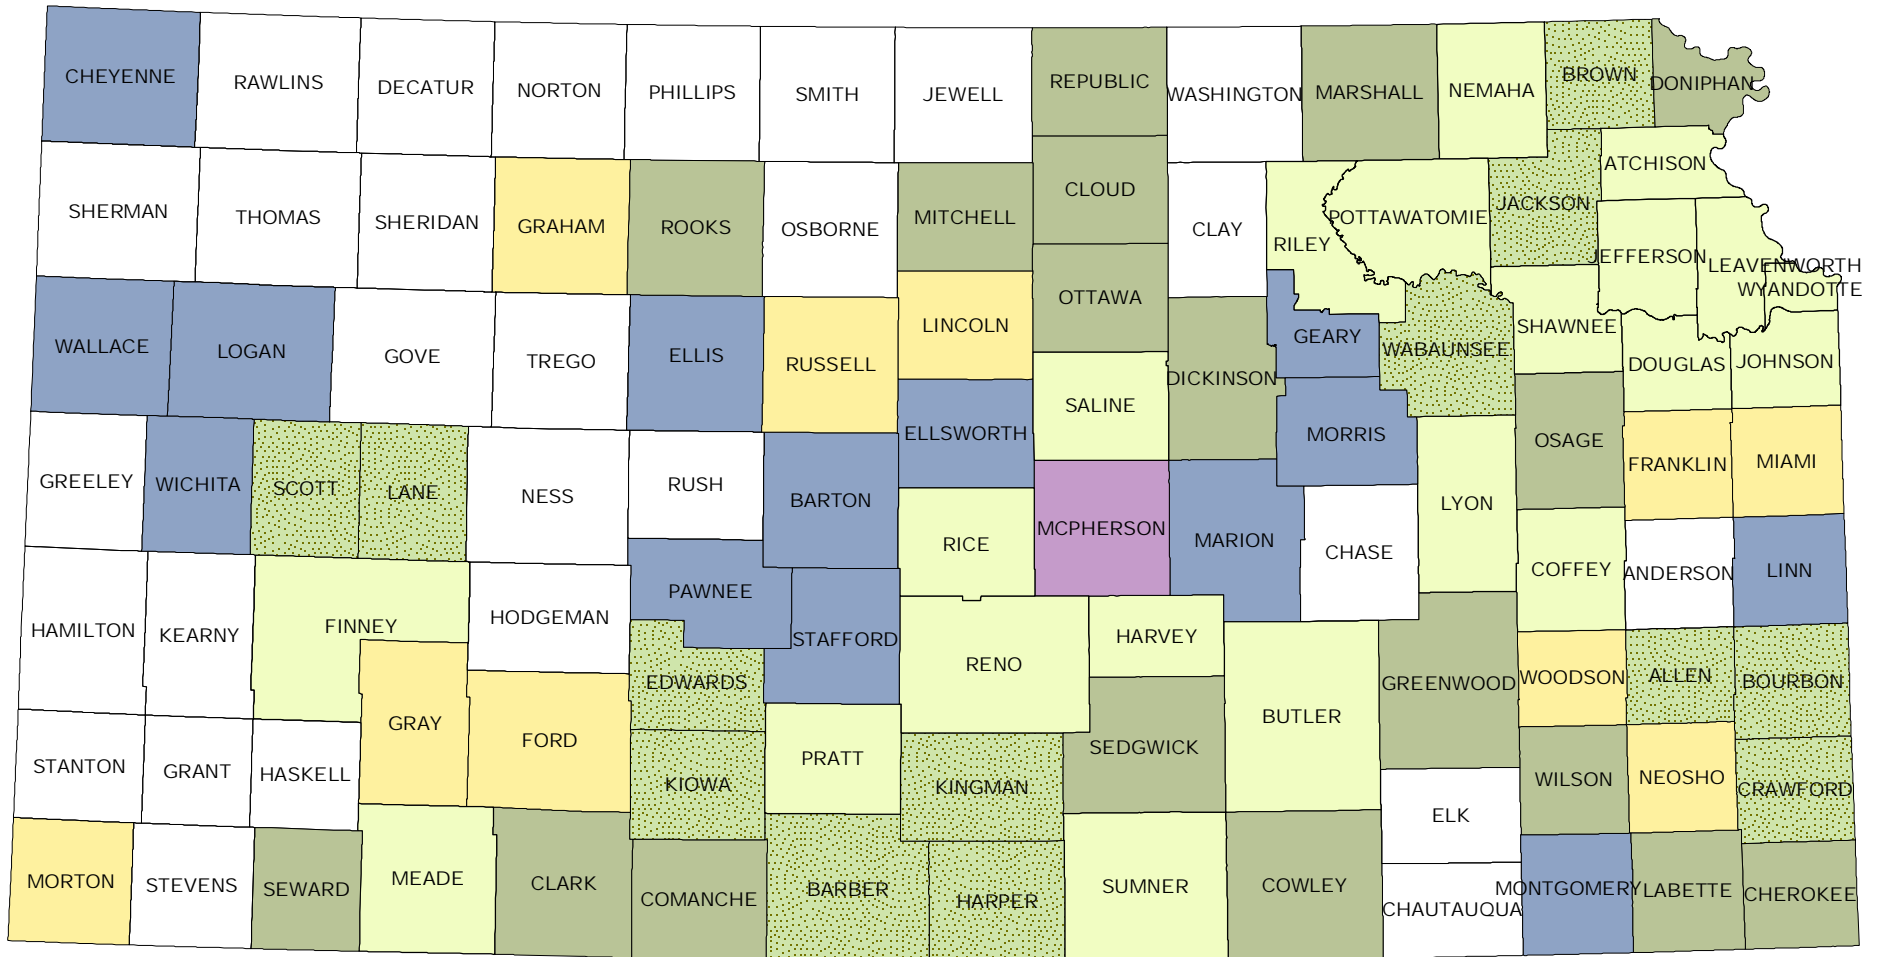 CHEYENNE
RAWLINS
DECATUR
NORTON
PHILLIPS
SMITH
JEWELL
REPUBLIC
WASHINGTON
MARSHALL
NEMAHA
BROWN
DONIPHAN
SHERMAN
THOMAS
SHERIDAN
GRAHAM
ROOKS
OSBORNE
MITCHELL
CLOUD
CLAY
RILEY
POTTAWATOMIE
JACKSON
ATCHISON
JEFFERSON
LEAVENWORTH
WYANDOTTE
WALLACE
LOGAN
GOVE
TREGO
ELLIS
RUSSELL
LINCOLN
OTTAWA
SALINE
DICKINSON
GEARY
WABAUNSEE
SHAWNEE
DOUGLAS
JOHNSON
GREELEY
WICHITA
SCOTT
LANE
NESS
RUSH
BARTON
ELLSWORTH
RICE
MCPHERSON
MARION
MORRIS
CHASE
LYON
OSAGE
FRANKLIN
MIAMI
COFFEY
ANDERSON
LINN
HAMILTON
KEARNY
FINNEY
HODGEMAN
PAWNEE
STAFFORD
EDWARDS
RENO
HARVEY
BUTLER
GREENWOOD
WOODSON
ALLEN
BOURBON
STANTON
GRANT
HASKELL
GRAY
FORD
KIOWA
PRATT
KINGMAN
SEDGWICK
ELK
WILSON
NEOSHO
CRAWFORD
MORTON
STEVENS
SEWARD
MEADE
CLARK
COMANCHE
BARBER
HARPER
SUMNER
COWLEY
CHAUTAUQUA
MONTGOMERY
LABETTE
CHEROKEE